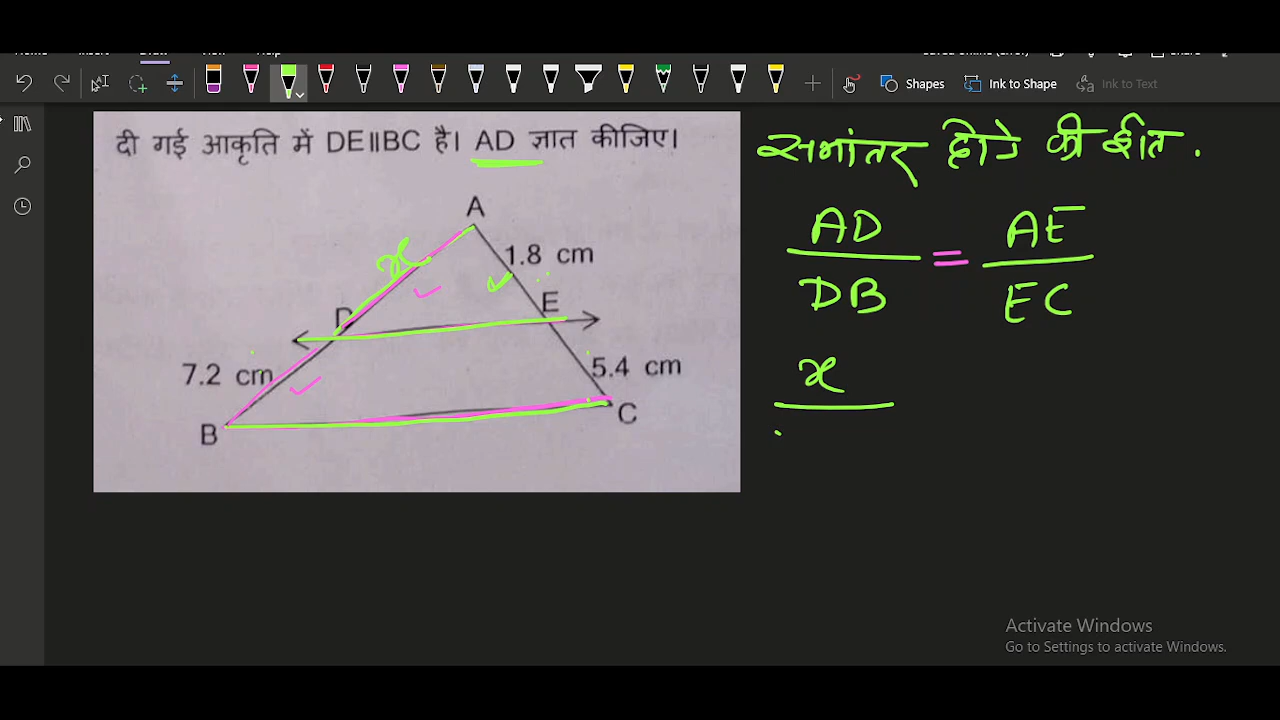 Shapes Ink to Shape Ink to Text
दी गई आकृति में DE||BC है। AD ज्ञात कीजिए।
समांतर होने की शर्त .
AD = AE
DB EC
A
x 1.8 cm
D E
7.2 cm 5.4 cm
B C
x
Activate Windows
Go to Settings to activate Windows.